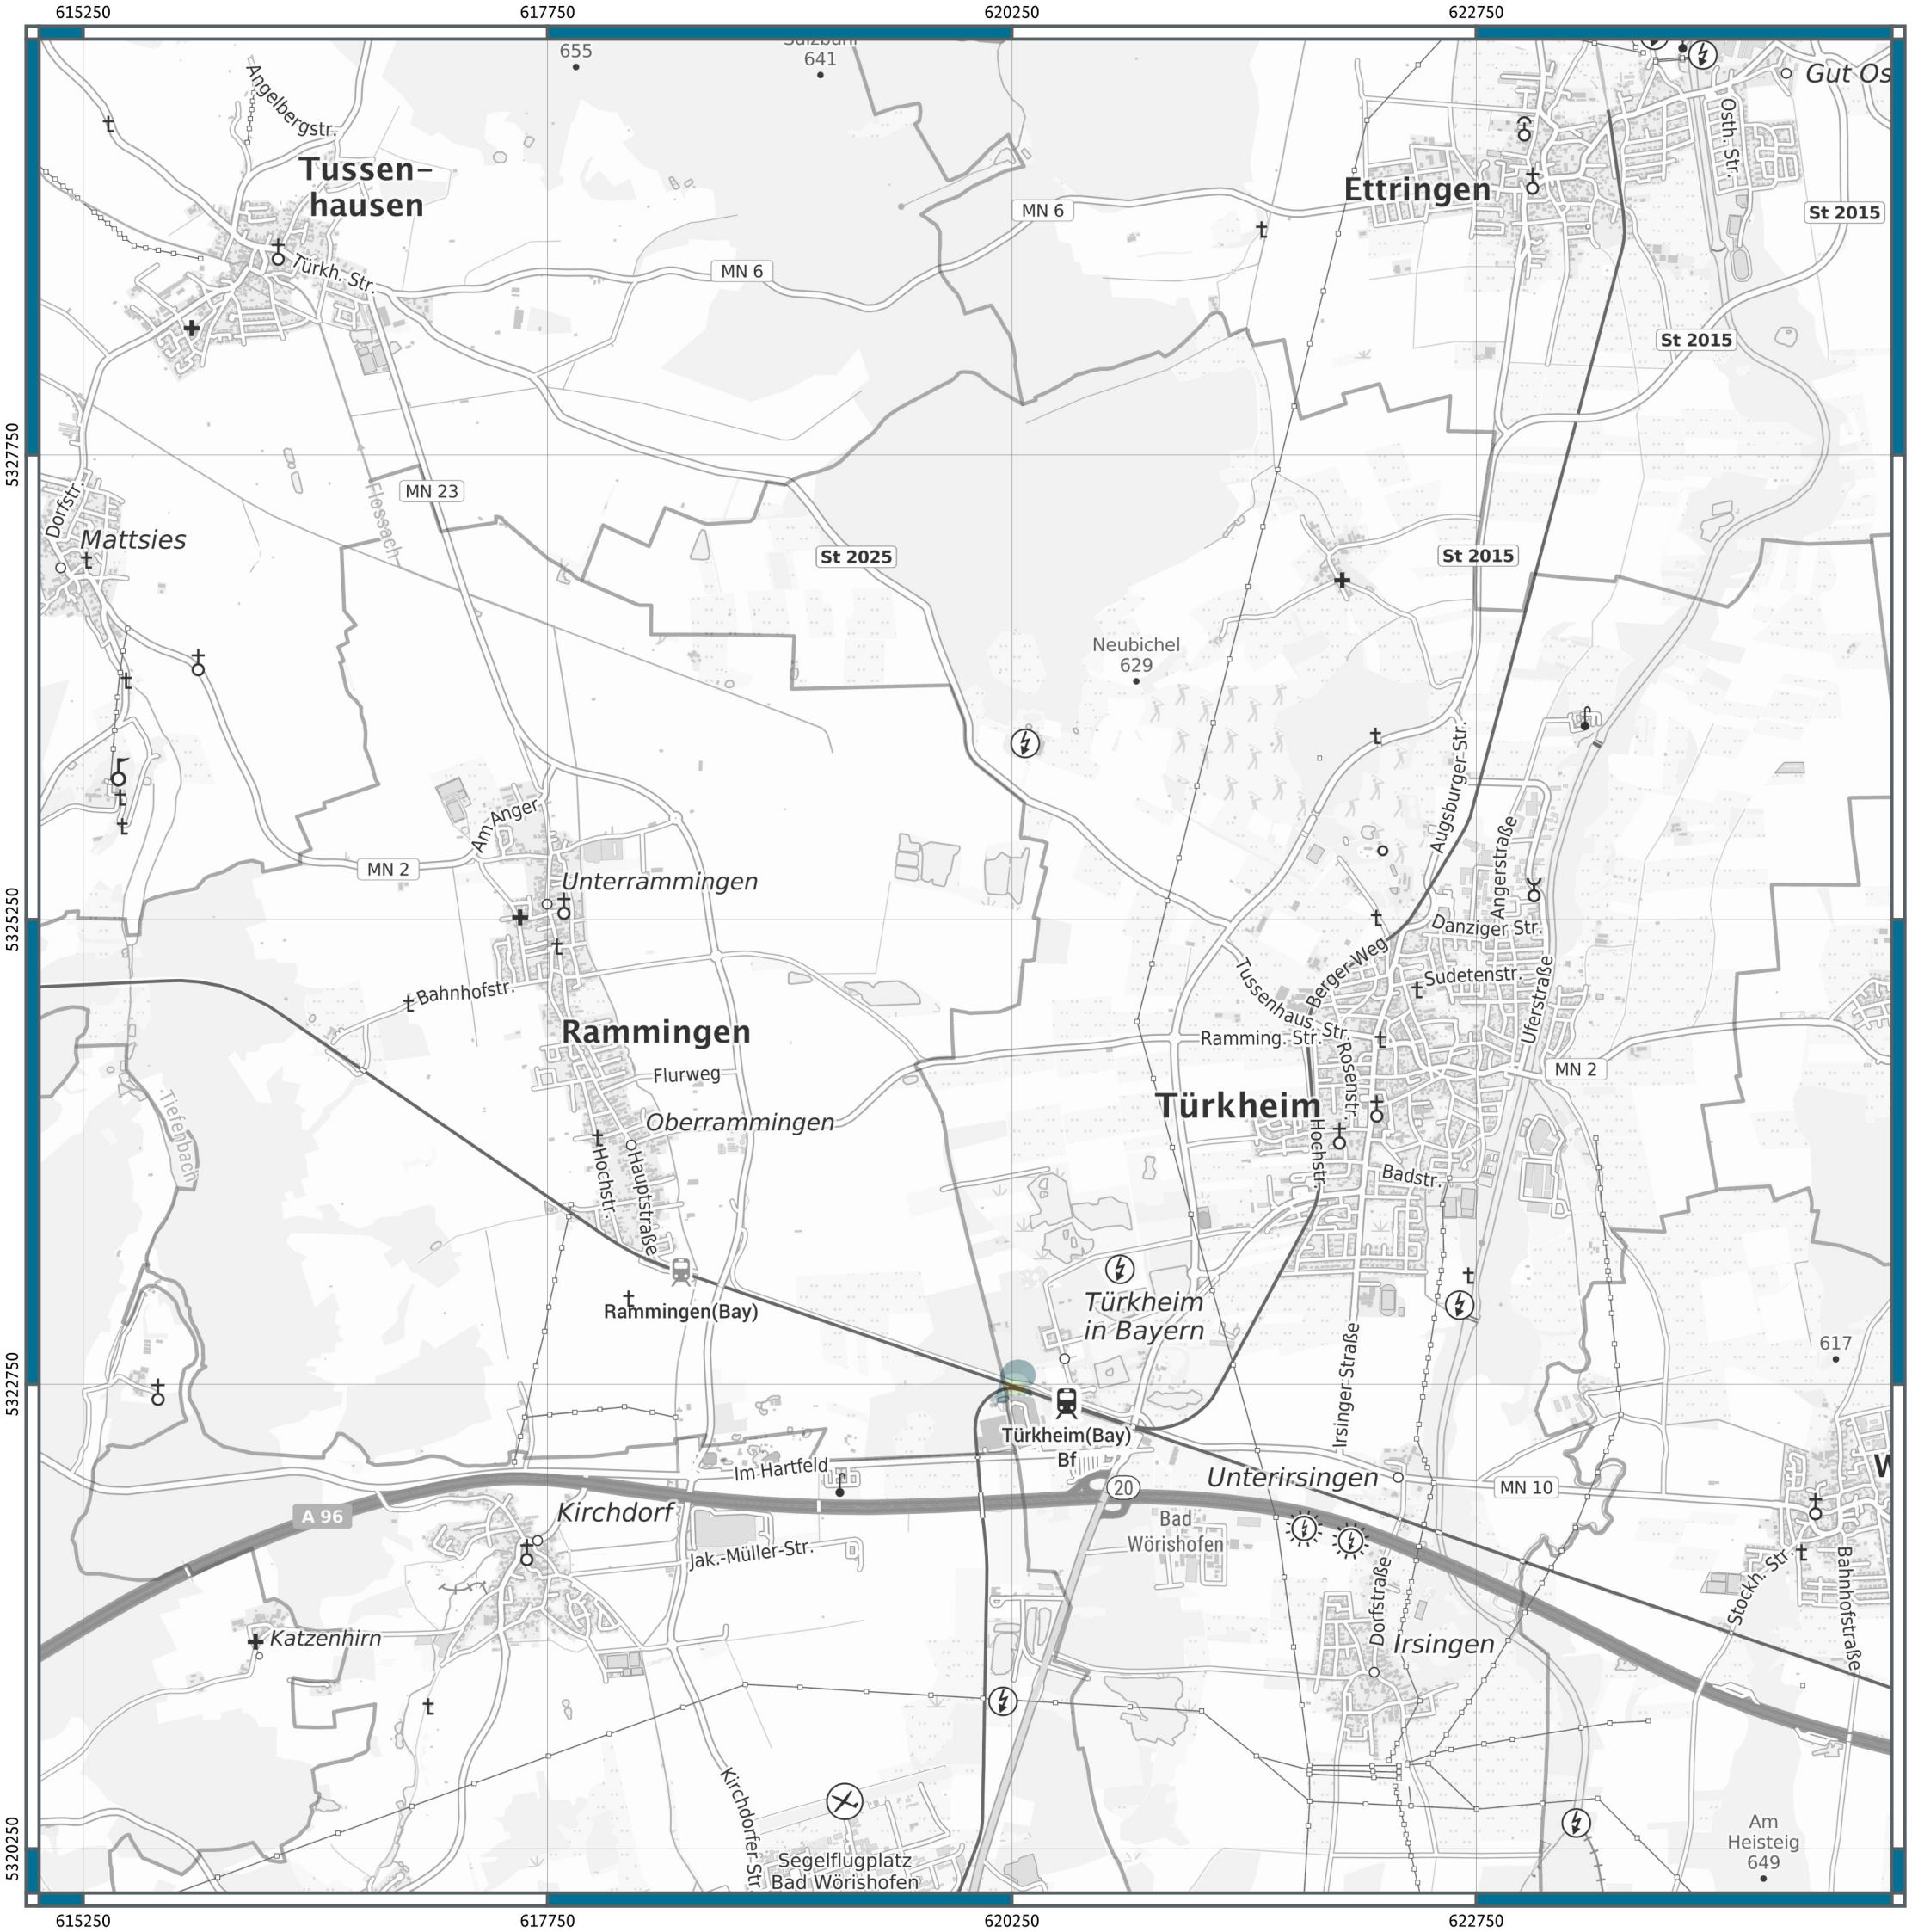 615250
617750
620250
622750
655
Sulzbühl
641
Gut Os
Angelbergstr.
Osth. Str.
Tussen-
hausen
Ettringen
MN 6
St 2015
Türkh. Str.
MN 6
St 2015
5327750
MN 23
Dorfstr.
Flossach
Mattsies
St 2025
St 2015
Neubichel
629
Augsburger-Str.
Am Anger
Angerstraße
MN 2
Unterrammingen
5325250
Danziger Str.
Berger-Weg
Sudetenstr.
Tussenhaus. Str.
Bahnhofstr.
Uferstraße
Rammingen
Ramming. Str.
Rosenstr.
MN 2
Flurweg
Türkheim
Tiefenbach
Oberrammingen
Hochstr.
Hochstr.
Hauptstraße
Badstr.
Rammingen(Bay)
Türkheim
in Bayern
Irsinger-Straße
617
5322750
Türkheim(Bay)
Bf
Im Hartfeld
Unterirsingen
W
20
MN 10
A 96
Kirchdorf
Bad
Wörishofen
Jak.-Müller-Str.
Stockh. Str.
Bahnhofstraße
Dorfstraße
Katzenhirn
Irsingen
Kirchdorfer-Str
5320250
Am
Heisteig
649
Segelflugplatz
Bad Wörishofen
615250
617750
620250
622750